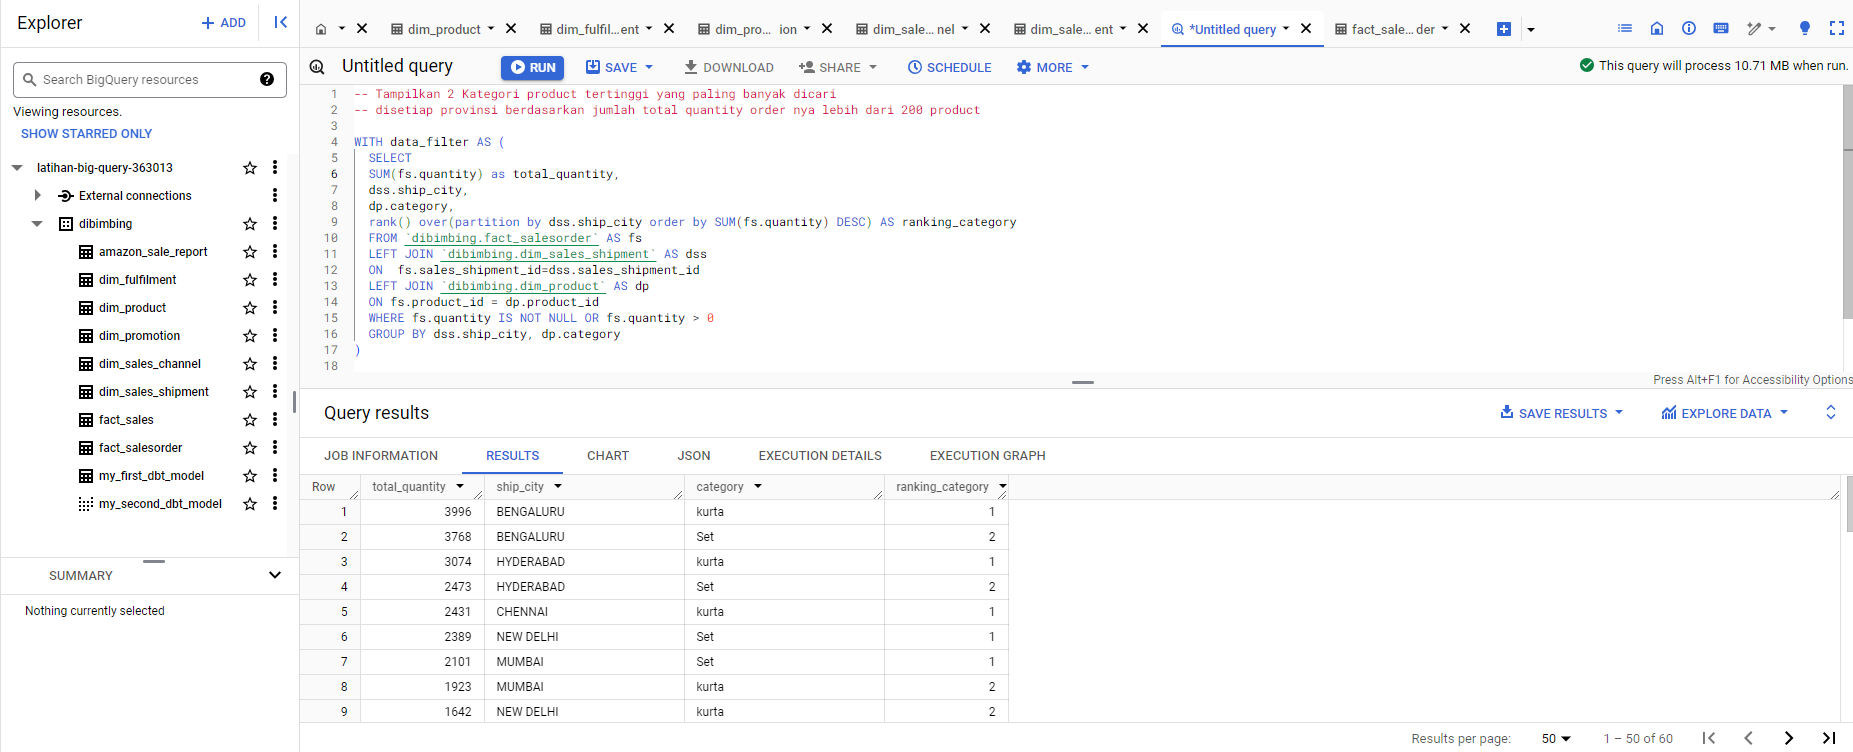 Explorer
+ ADD
Search BigQuery resources
Viewing resources.
SHOW STARRED ONLY
latihan-big-query-363013
External connections
dibimbing
amazon_sale_report
dim_fulfilment
dim_product
dim_promotion
dim_sales_channel
dim_sales_shipment
fact_sales
fact_salesorder
my_first_dbt_model
my_second_dbt_model
SUMMARY
Nothing currently selected
dim_product
dim_fulfil...ent
dim_pro... ion
dim_sale... nel
dim_sale... ent
*Untitled query
fact_sale... der
Untitled query
RUN
SAVE
DOWNLOAD
SHARE
SCHEDULE
MORE
This query will process 10.71 MB when run.
1 -- Tampilkan 2 Kategori product tertinggi yang paling banyak dicari
2 -- disetiap provinsi berdasarkan jumlah total quantity order nya lebih dari 200 product
3
4 WITH data_filter AS (
5 SELECT
6 SUM(fs.quantity) as total_quantity,
7 dss.ship_city,
8 dp.category,
9 rank() over(partition by dss.ship_city order by SUM(fs.quantity) DESC) AS ranking_category
10 FROM `dibimbing.fact_salesorder` AS fs
11 LEFT JOIN `dibimbing.dim_sales_shipment` AS dss
12 ON fs.sales_shipment_id=dss.sales_shipment_id
13 LEFT JOIN `dibimbing.dim_product` AS dp
14 ON fs.product_id = dp.product_id
15 WHERE fs.quantity IS NOT NULL OR fs.quantity > 0
16 GROUP BY dss.ship_city, dp.category
17 )
18
Press Alt+F1 for Accessibility Options
Query results
SAVE RESULTS
EXPLORE DATA
JOB INFORMATION
RESULTS
CHART
JSON
EXECUTION DETAILS
EXECUTION GRAPH
Row total_quantity ship_city category ranking_category
1 3996 BENGALURU kurta 1
2 3768 BENGALURU Set 2
3 3074 HYDERABAD kurta 1
4 2473 HYDERABAD Set 2
5 2431 CHENNAI kurta 1
6 2389 NEW DELHI Set 1
7 2101 MUMBAI Set 1
8 1923 MUMBAI kurta 2
9 1642 NEW DELHI kurta 2
Results per page: 50 1 – 50 of 60